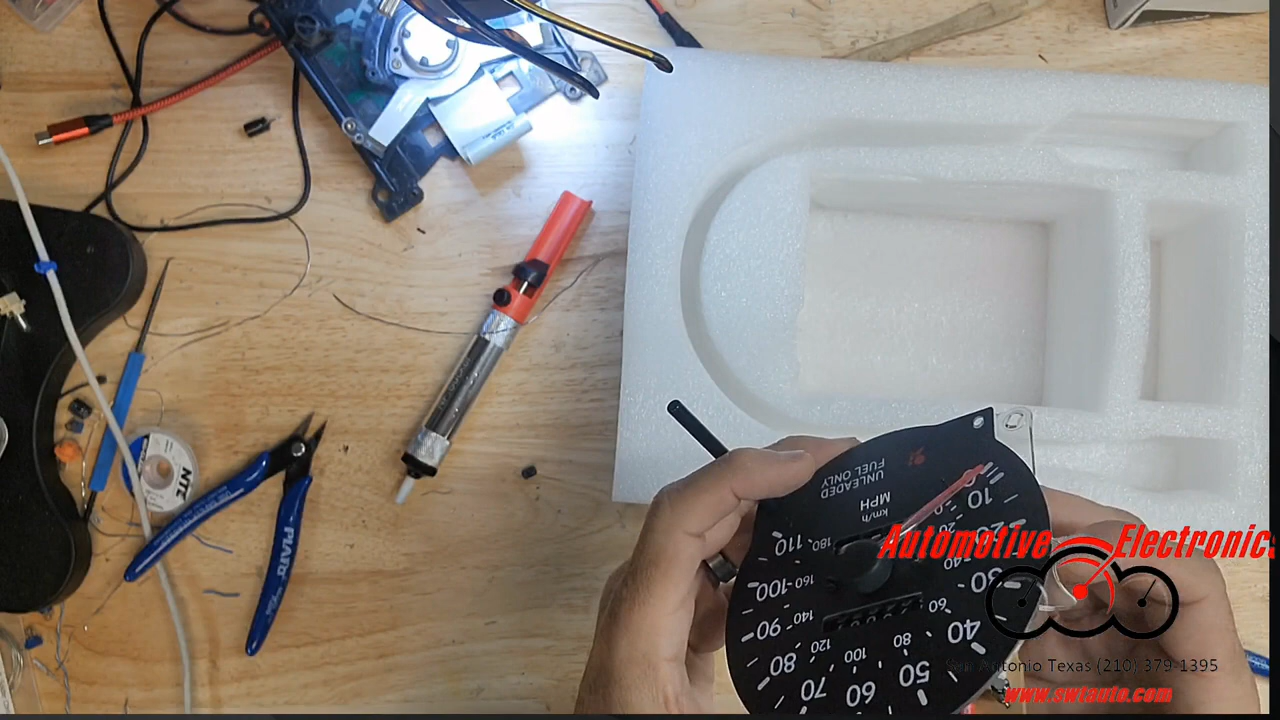 NTE
PLATO
UNLEADED
FUEL ONLY
MPH
km/h
0
10
20
30
40
50
60
70
80
90
100
110
40
60
80
100
120
140
160
180
Automotive Electronics
San Antonio Texas (210) 379-1395
www.swtauto.com